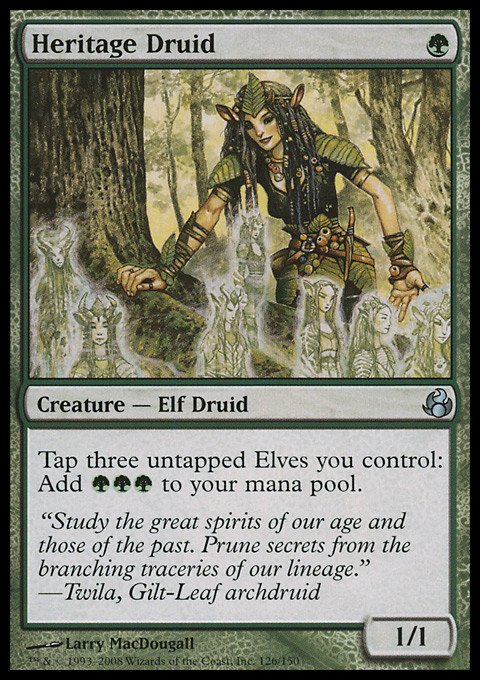 Heritage Druid
Creature — Elf Druid
Tap three untapped Elves you control:
Add to your mana pool.
“Study the great spirits of our age and
those of the past. Prune secrets from the
branching traceries of our lineage.”
—Twila, Gilt-Leaf archdruid
Larry MacDougall
1/1
™ & 1993–2008 Wizards of the Coast, Inc. 126/150